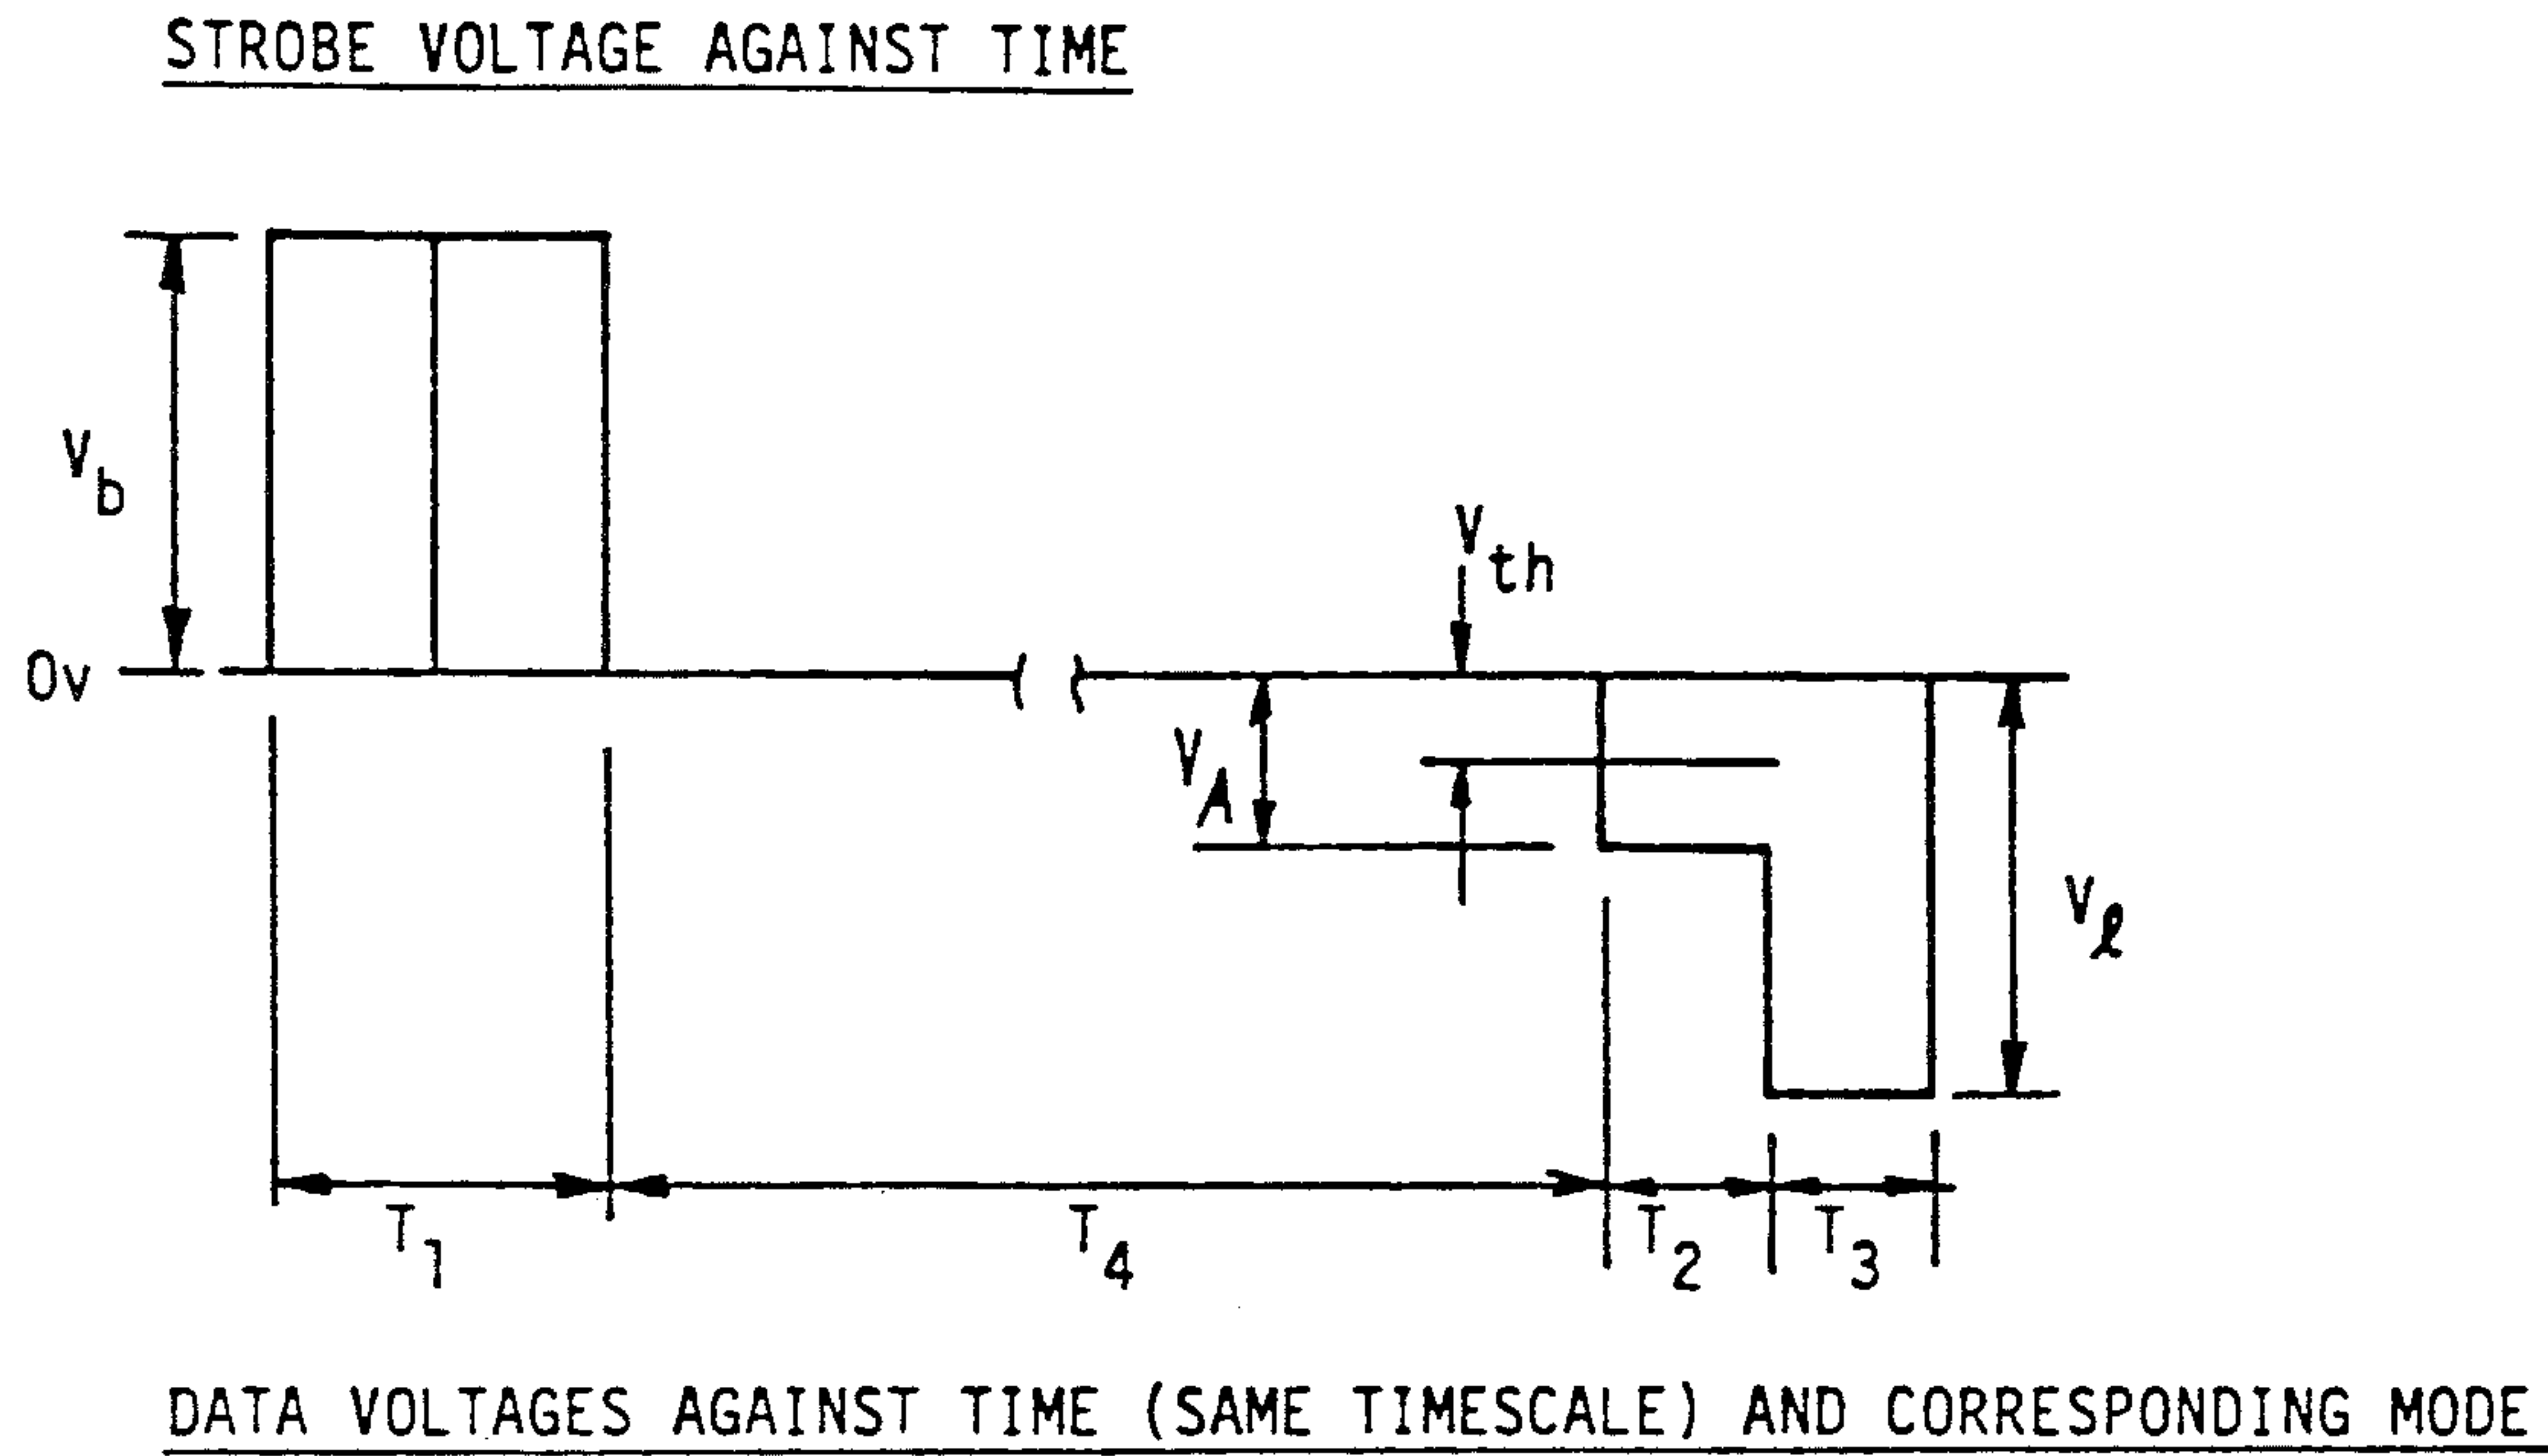 STROBE VOLTAGE AGAINST TIME
Vb
Vth
0v
VA
Vℓ
T1
T4
T2
T3
DATA VOLTAGES AGAINST TIME (SAME TIMESCALE) AND CORRESPONDING MODE